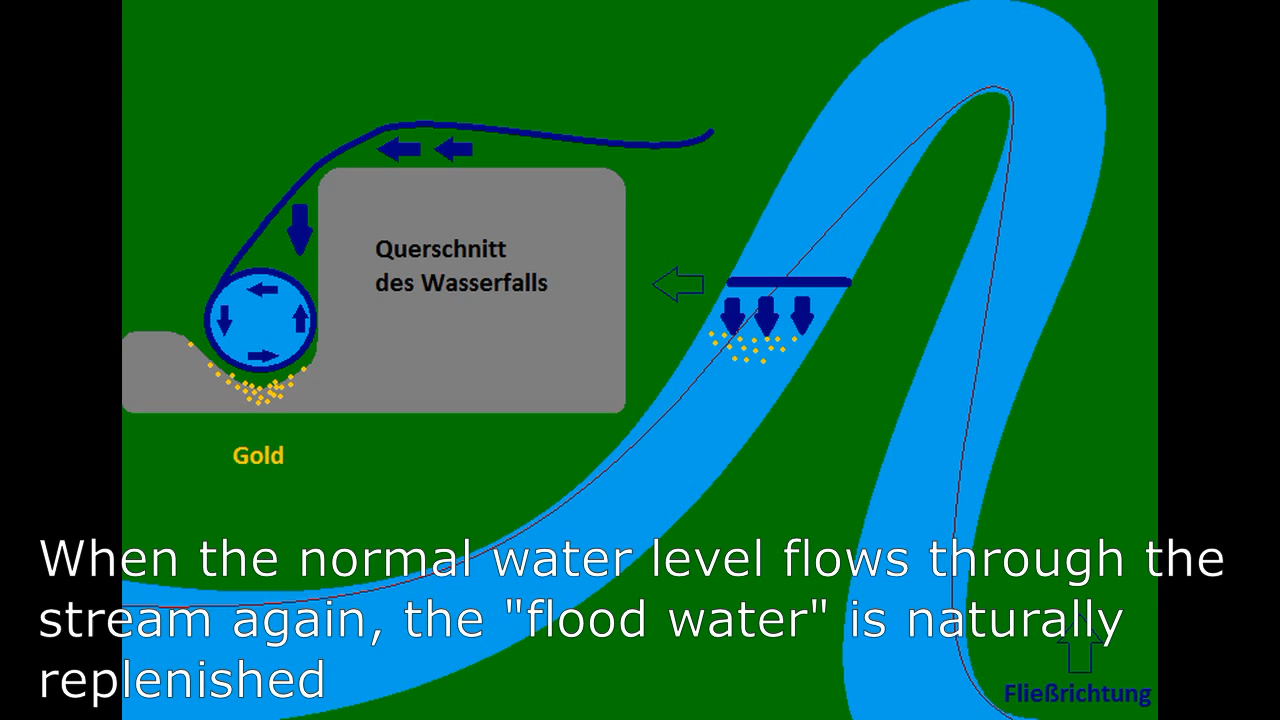 Querschnitt
des Wasserfalls
Gold
When the normal water level flows through the
stream again, the "flood water" is naturally
replenished
Fließrichtung